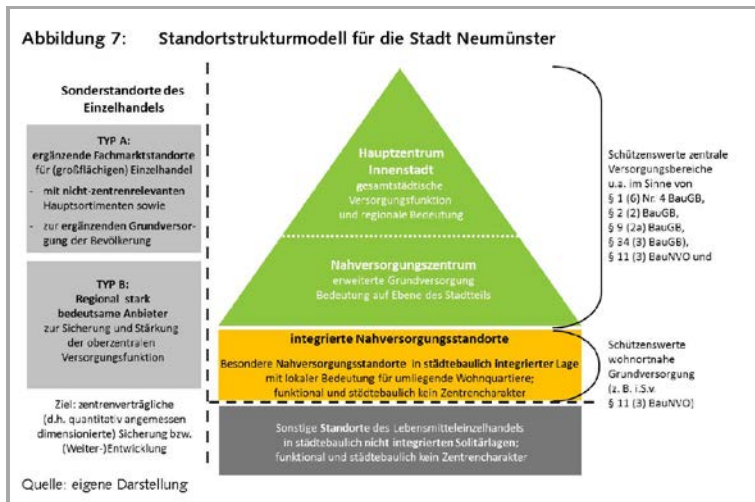 Abbildung 7: Standortstrukturmodell für die Stadt Neumünster
Sonderstandorte des
Einzelhandels
TYP A:
ergänzende Fachmarktstandorte
für (großflächigen) Einzelhandel
- mit nicht-zentrenrelevanten
Hauptsortimenten sowie
- zur ergänzenden Grundversor-
gung der Bevölkerung
TYP B:
Regional stark
bedeutsame Anbieter
zur Sicherung und Stärkung
der oberzentralen
Versorgungsfunktion
Ziel: zentrenverträgliche
(d.h. quantitativ angemessen
dimensionierte) Sicherung bzw.
(Weiter-)Entwicklung
Hauptzentrum
Innenstadt
gesamtstädtische
Versorgungsfunktion
und regionale Bedeutung
Nahversorgungszentrum
erweiterte Grundversorgung
Bedeutung auf Ebene des Stadtteils
integrierte Nahversorgungsstandorte
Besondere Nahversorgungsstandorte in städtebaulich integrierter Lage
mit lokaler Bedeutung für umliegende Wohnquartiere;
funktional und städtebaulich kein Zentrencharakter
Sonstige Standorte des Lebensmitteleinzelhandels
in städtebaulich nicht integrierten Solitärlagen;
funktional und städtebaulich kein Zentrencharakter
Schützenswerte zentrale
Versorgungsbereiche
u.a. im Sinne von
§ 1 (6) Nr. 4 BauGB,
§ 2 (2) BauGB,
§ 9 (2a) BauGB,
§ 34 (3) BauGB),
§ 11 (3) BauNVO und
Schützenswerte
wohnortnahe
Grundversorgung
(z. B. i.S.v.
§ 11 (3) BauNVO)
Quelle: eigene Darstellung